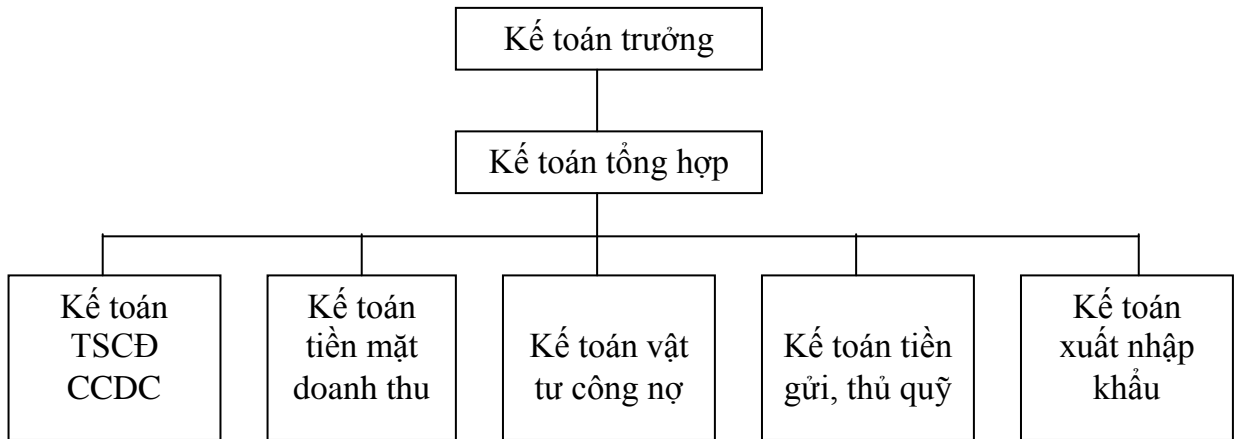 Kế toán trưởng
Kế toán tổng hợp
Kế toán
TSCĐ
CCDC
Kế toán
tiền mặt
doanh thu
Kế toán vật
tư công nợ
Kế toán tiền
gửi, thủ quỹ
Kế toán
xuất nhập
khẩu